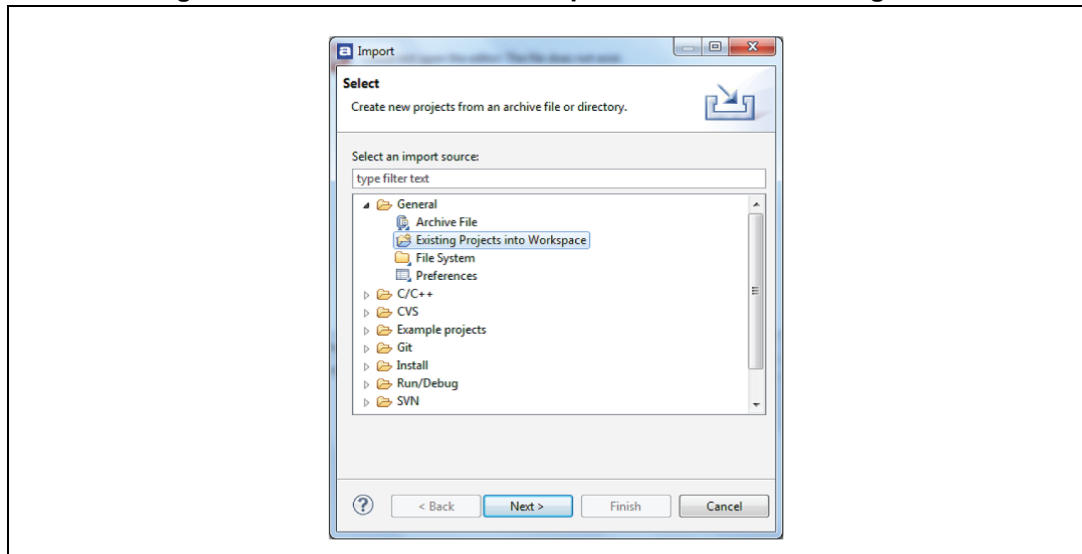 Import
Select
Create new projects from an archive file or directory.
Select an import source:
type filter text
General
Archive File
Existing Projects into Workspace
File System
Preferences
C/C++
CVS
Example projects
Git
Install
Run/Debug
SVN
? < Back Next > Finish Cancel